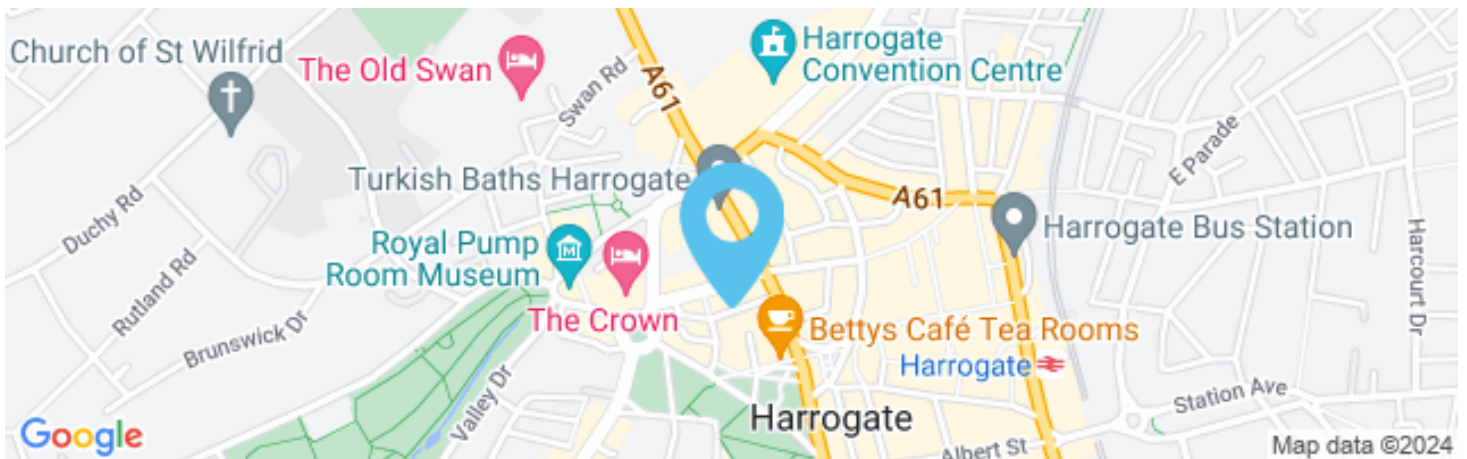 Church of St Wilfrid
The Old Swan
Swan Rd
A61
Harrogate
Convention Centre
E Parade
Turkish Baths Harrogate
A61
Duchy Rd
Royal Pump
Room Museum
Harrogate Bus Station
Harcourt Dr
Rutland Rd
Brunswick Dr
The Crown
Bettys Café Tea Rooms
Harrogate
Valley Dr
Station Ave
Harrogate
Albert St
Google
Map data ©2024